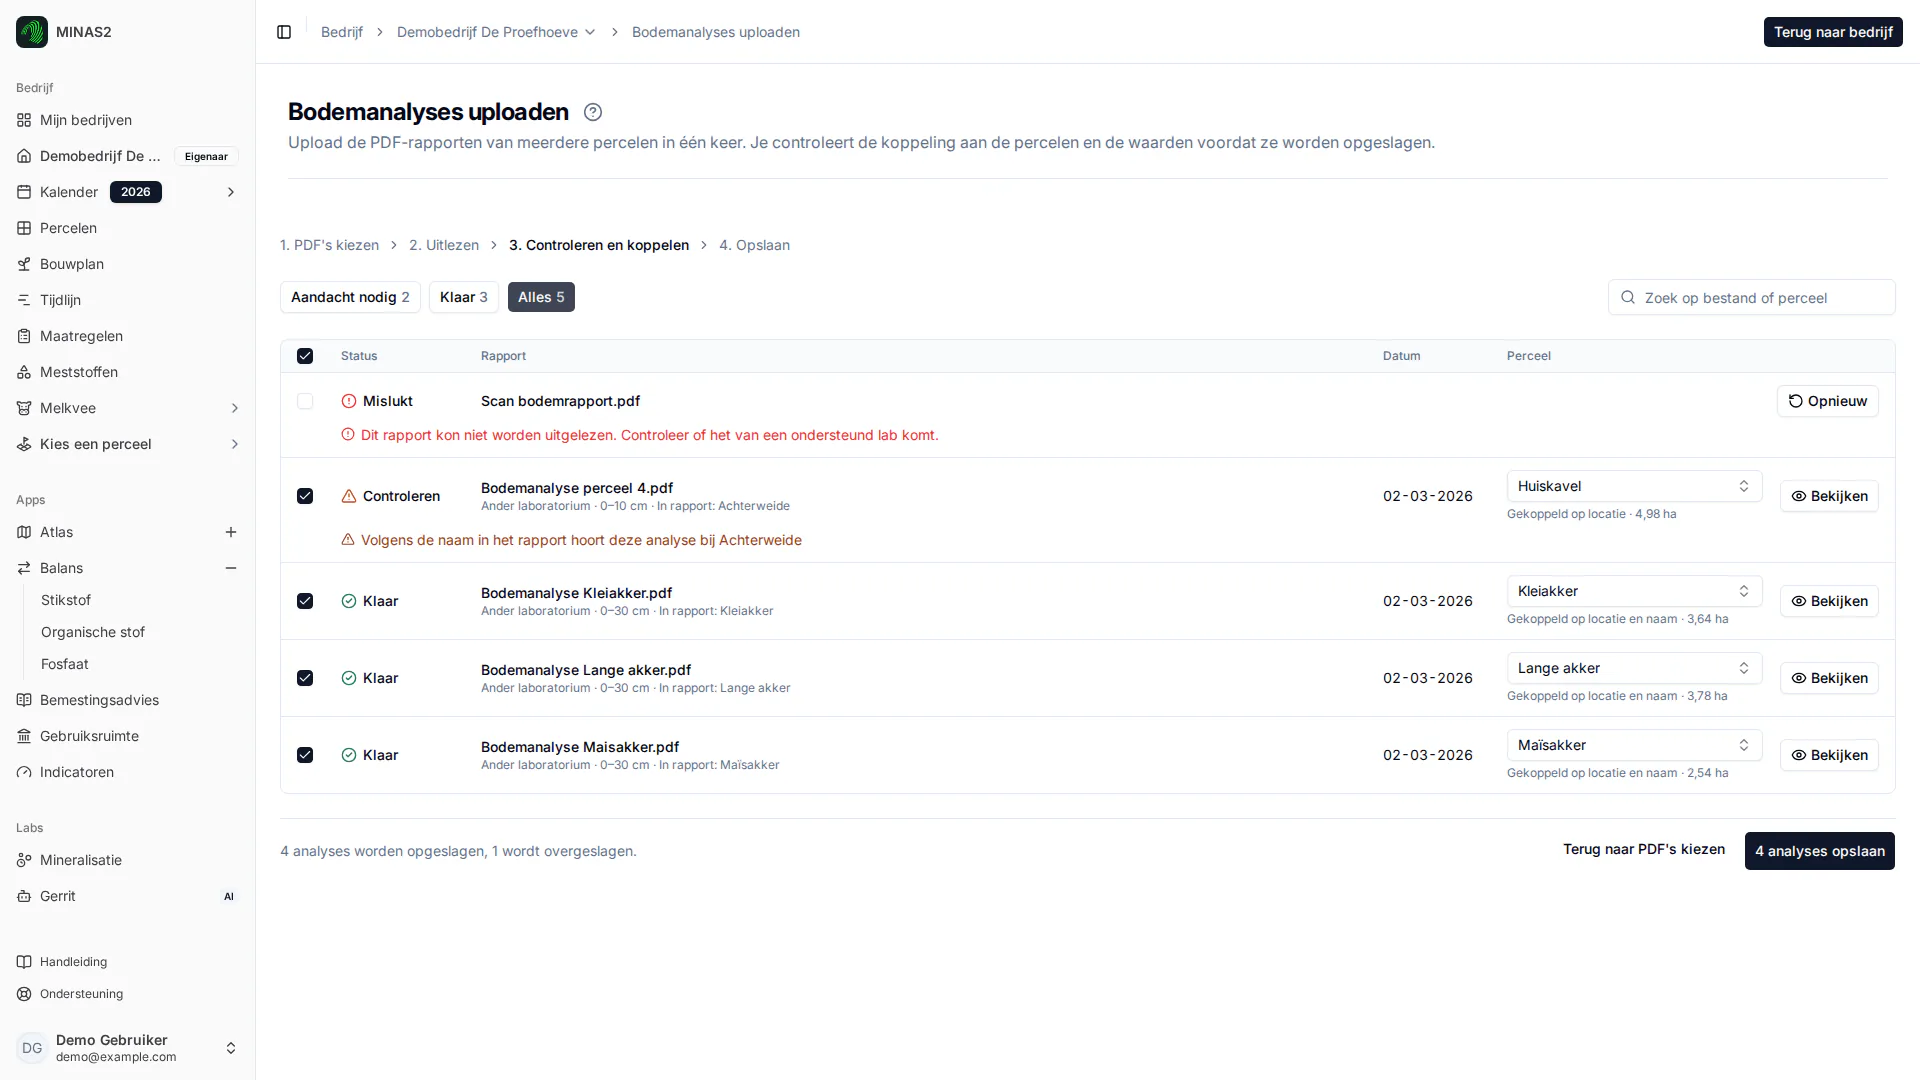 MINAS2
Bedrijf
Mijn bedrijven
Demobedrijf De ... Eigenaar
Kalender 2026
Percelen
Bouwplan
Tijdlijn
Maatregelen
Meststoffen
Melkvee
Kies een perceel
Apps
Atlas
Balans
Stikstof
Organische stof
Fosfaat
Bemestingsadvies
Gebruiksruimte
Indicatoren
Labs
Mineralisatie
Gerrit AI
Handleiding
Ondersteuning
DG Demo Gebruiker
demo@example.com
Bedrijf Demobedrijf De Proefhoeve Bodemanalyses uploaden
Terug naar bedrijf
Bodemanalyses uploaden
Upload de PDF-rapporten van meerdere percelen in één keer. Je controleert de koppeling aan de percelen en de waarden voordat ze worden opgeslagen.
1. PDF's kiezen 2. Uitlezen 3. Controleren en koppelen 4. Opslaan
Aandacht nodig 2 Klaar 3 Alles 5
Zoek op bestand of perceel
Status Rapport Datum Perceel
Mislukt Scan bodemrapport.pdf Opnieuw
Dit rapport kon niet worden uitgelezen. Controleer of het van een ondersteund lab komt.
Controleren Bodemanalyse perceel 4.pdf 02-03-2026 Huiskavel Bekijken
Ander laboratorium · 0–10 cm · In rapport: Achterweide Gekoppeld op locatie · 4,98 ha
Volgens de naam in het rapport hoort deze analyse bij Achterweide
Klaar Bodemanalyse Kleiakker.pdf 02-03-2026 Kleiakker Bekijken
Ander laboratorium · 0–30 cm · In rapport: Kleiakker Gekoppeld op locatie en naam · 3,64 ha
Klaar Bodemanalyse Lange akker.pdf 02-03-2026 Lange akker Bekijken
Ander laboratorium · 0–30 cm · In rapport: Lange akker Gekoppeld op locatie en naam · 3,78 ha
Klaar Bodemanalyse Maisakker.pdf 02-03-2026 Maïsakker Bekijken
Ander laboratorium · 0–30 cm · In rapport: Maïsakker Gekoppeld op locatie en naam · 2,54 ha
4 analyses worden opgeslagen, 1 wordt overgeslagen.
Terug naar PDF's kiezen 4 analyses opslaan